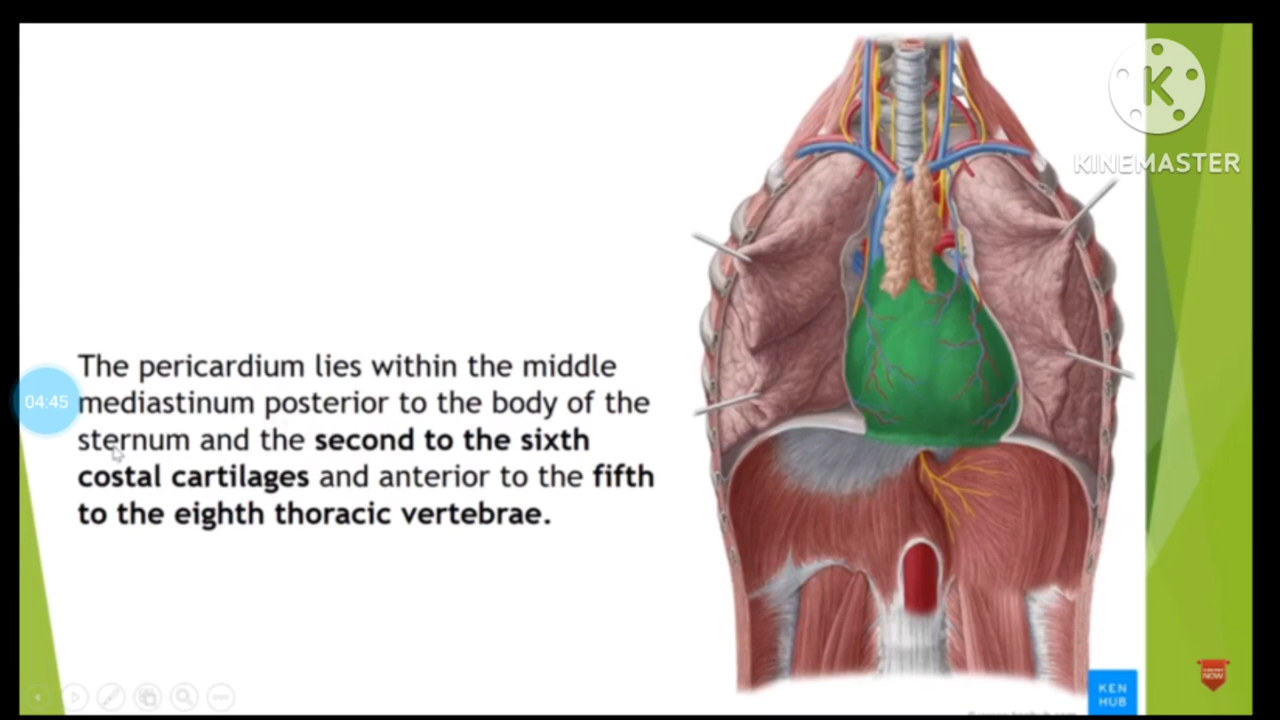 KINEMASTER
The pericardium lies within the middle
mediastinum posterior to the body of the
sternum and the second to the sixth
costal cartilages and anterior to the fifth
to the eighth thoracic vertebrae.
04:45
K
KEN
HUB
NOW